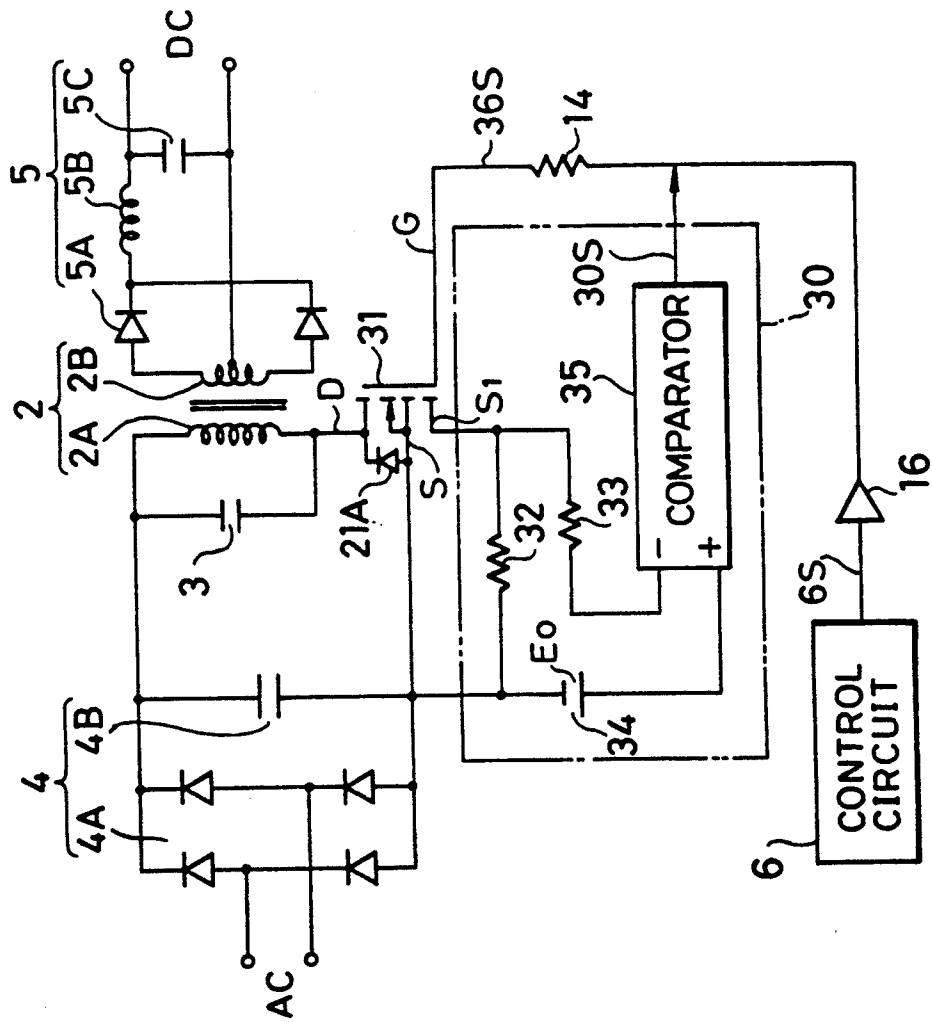 4
4A
4B
AC
3
2
2A
2B
5
5A
5B
5C
DC
D
21A
S
31
S1
G
36S
14
32
33
E0
34
35
COMPARATOR
-
+
30S
30
6
CONTROL
CIRCUIT
6S
16